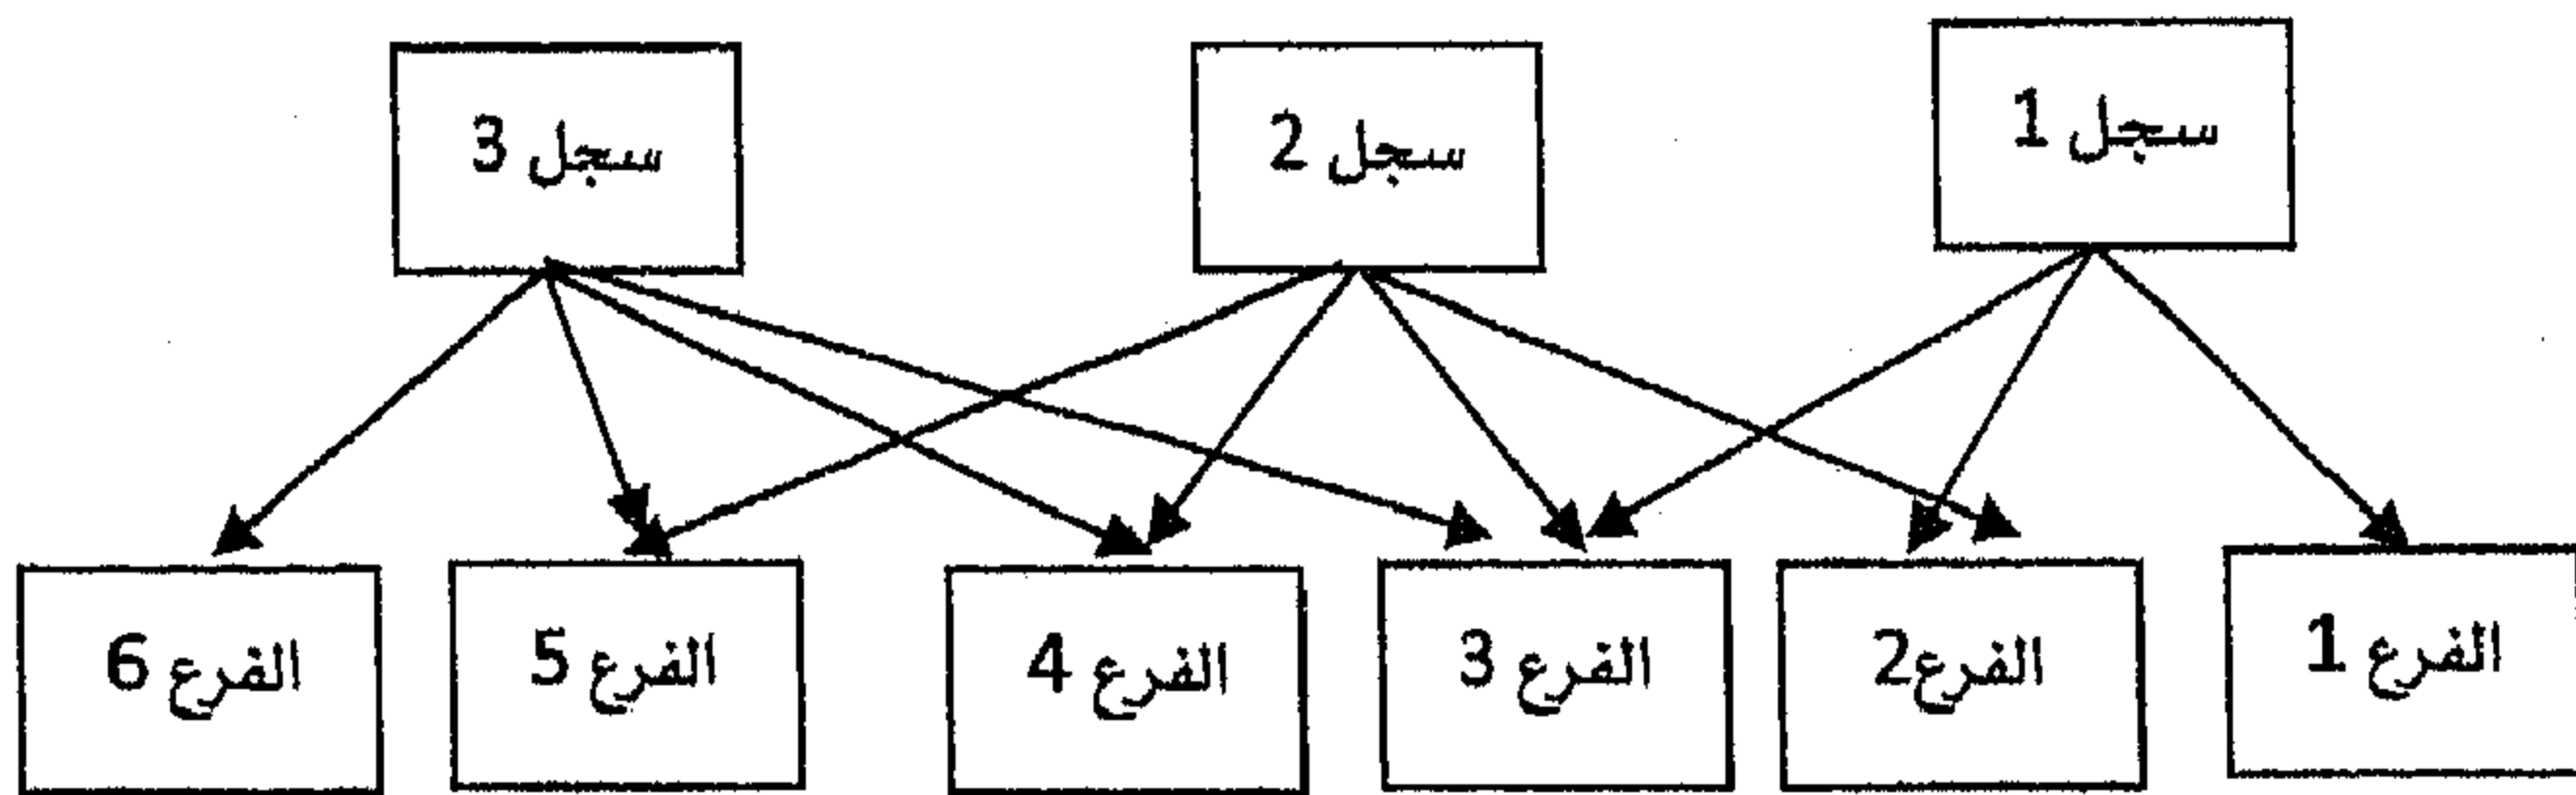 سجل 1
سجل 2
سجل 3
الفرع 1
الفرع2
الفرع 3
الفرع 4
الفرع 5
الفرع 6